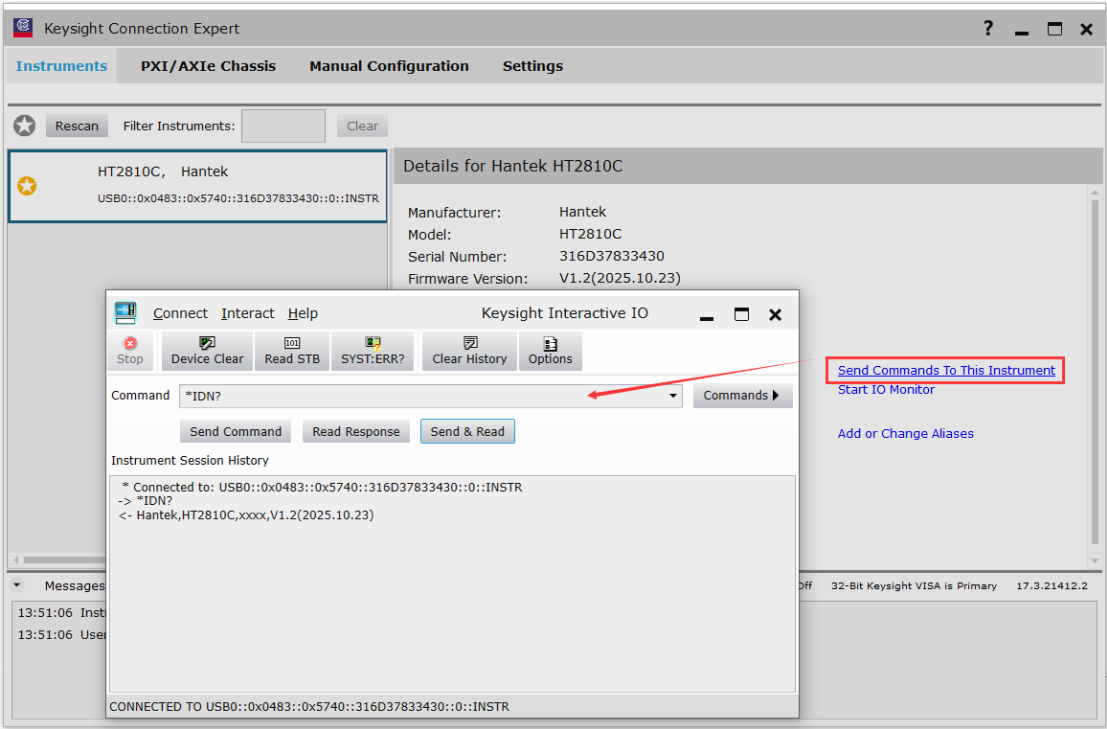 Keysight Connection Expert
?
Instruments PXI/AXIe Chassis Manual Configuration Settings
Rescan Filter Instruments: Clear
HT2810C, Hantek
USB0::0x0483::0x5740::316D37833430::0::INSTR
Details for Hantek HT2810C
Manufacturer: Hantek
Model: HT2810C
Serial Number: 316D37833430
Firmware Version: V1.2(2025.10.23)
Connect Interact Help Keysight Interactive IO
Stop Device Clear Read STB SYST:ERR? Clear History Options
Command *IDN? Commands
Send Command Read Response Send & Read
Instrument Session History
* Connected to: USB0::0x0483::0x5740::316D37833430::0::INSTR
-> *IDN?
<- Hantek,HT2810C,xxxx,V1.2(2025.10.23)
CONNECTED TO USB0::0x0483::0x5740::316D37833430::0::INSTR
Send Commands To This Instrument
Start IO Monitor
Add or Change Aliases
Messages
32-Bit Keysight VISA is Primary 17.3.21412.2
13:51:06 Inst
13:51:06 User